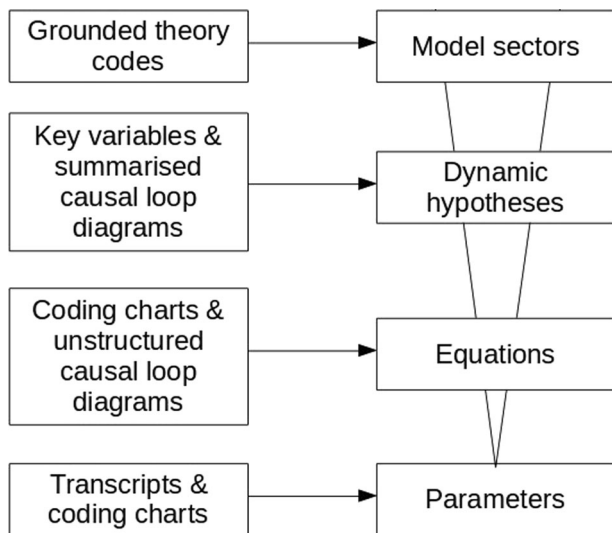 Grounded theory
codes
Model sectors
Key variables &
summarised
causal loop
diagrams
Dynamic
hypotheses
Coding charts &
unstructured
causal loop
diagrams
Equations
Transcripts &
coding charts
Parameters